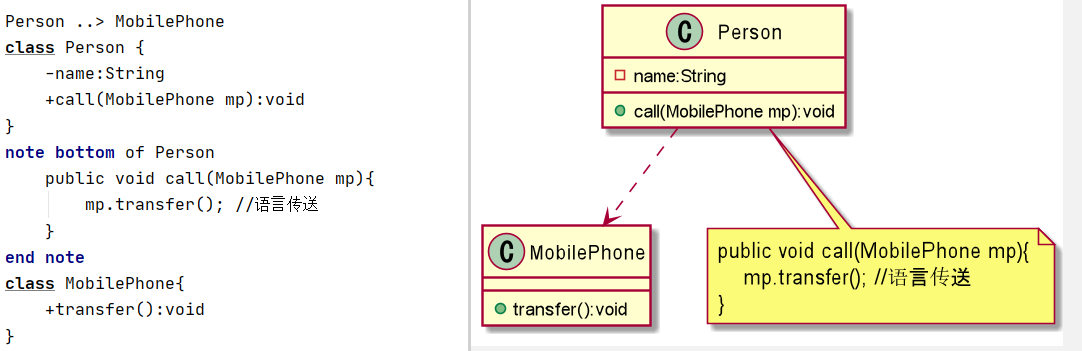 Person ..> MobilePhone
class Person {
    -name:String
    +call(MobilePhone mp):void
}
note bottom of Person
    public void call(MobilePhone mp){
        mp.transfer(); //语言传送
    }
end note
class MobilePhone{
    +transfer():void
}
C Person
name:String
call(MobilePhone mp):void
C MobilePhone
transfer():void
public void call(MobilePhone mp){
    mp.transfer(); //语言传送
}